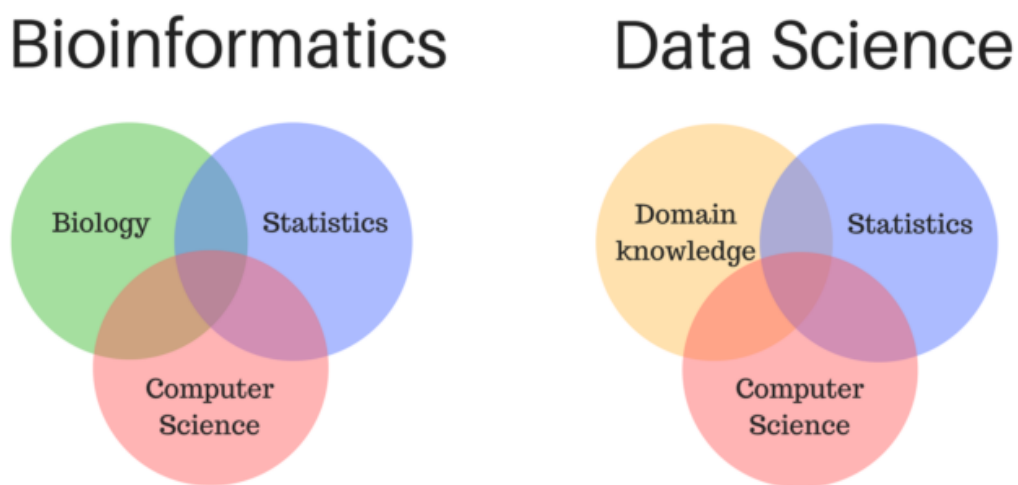 Bioinformatics
Biology
Statistics
Computer
Science
Data Science
Domain
knowledge
Statistics
Computer
Science